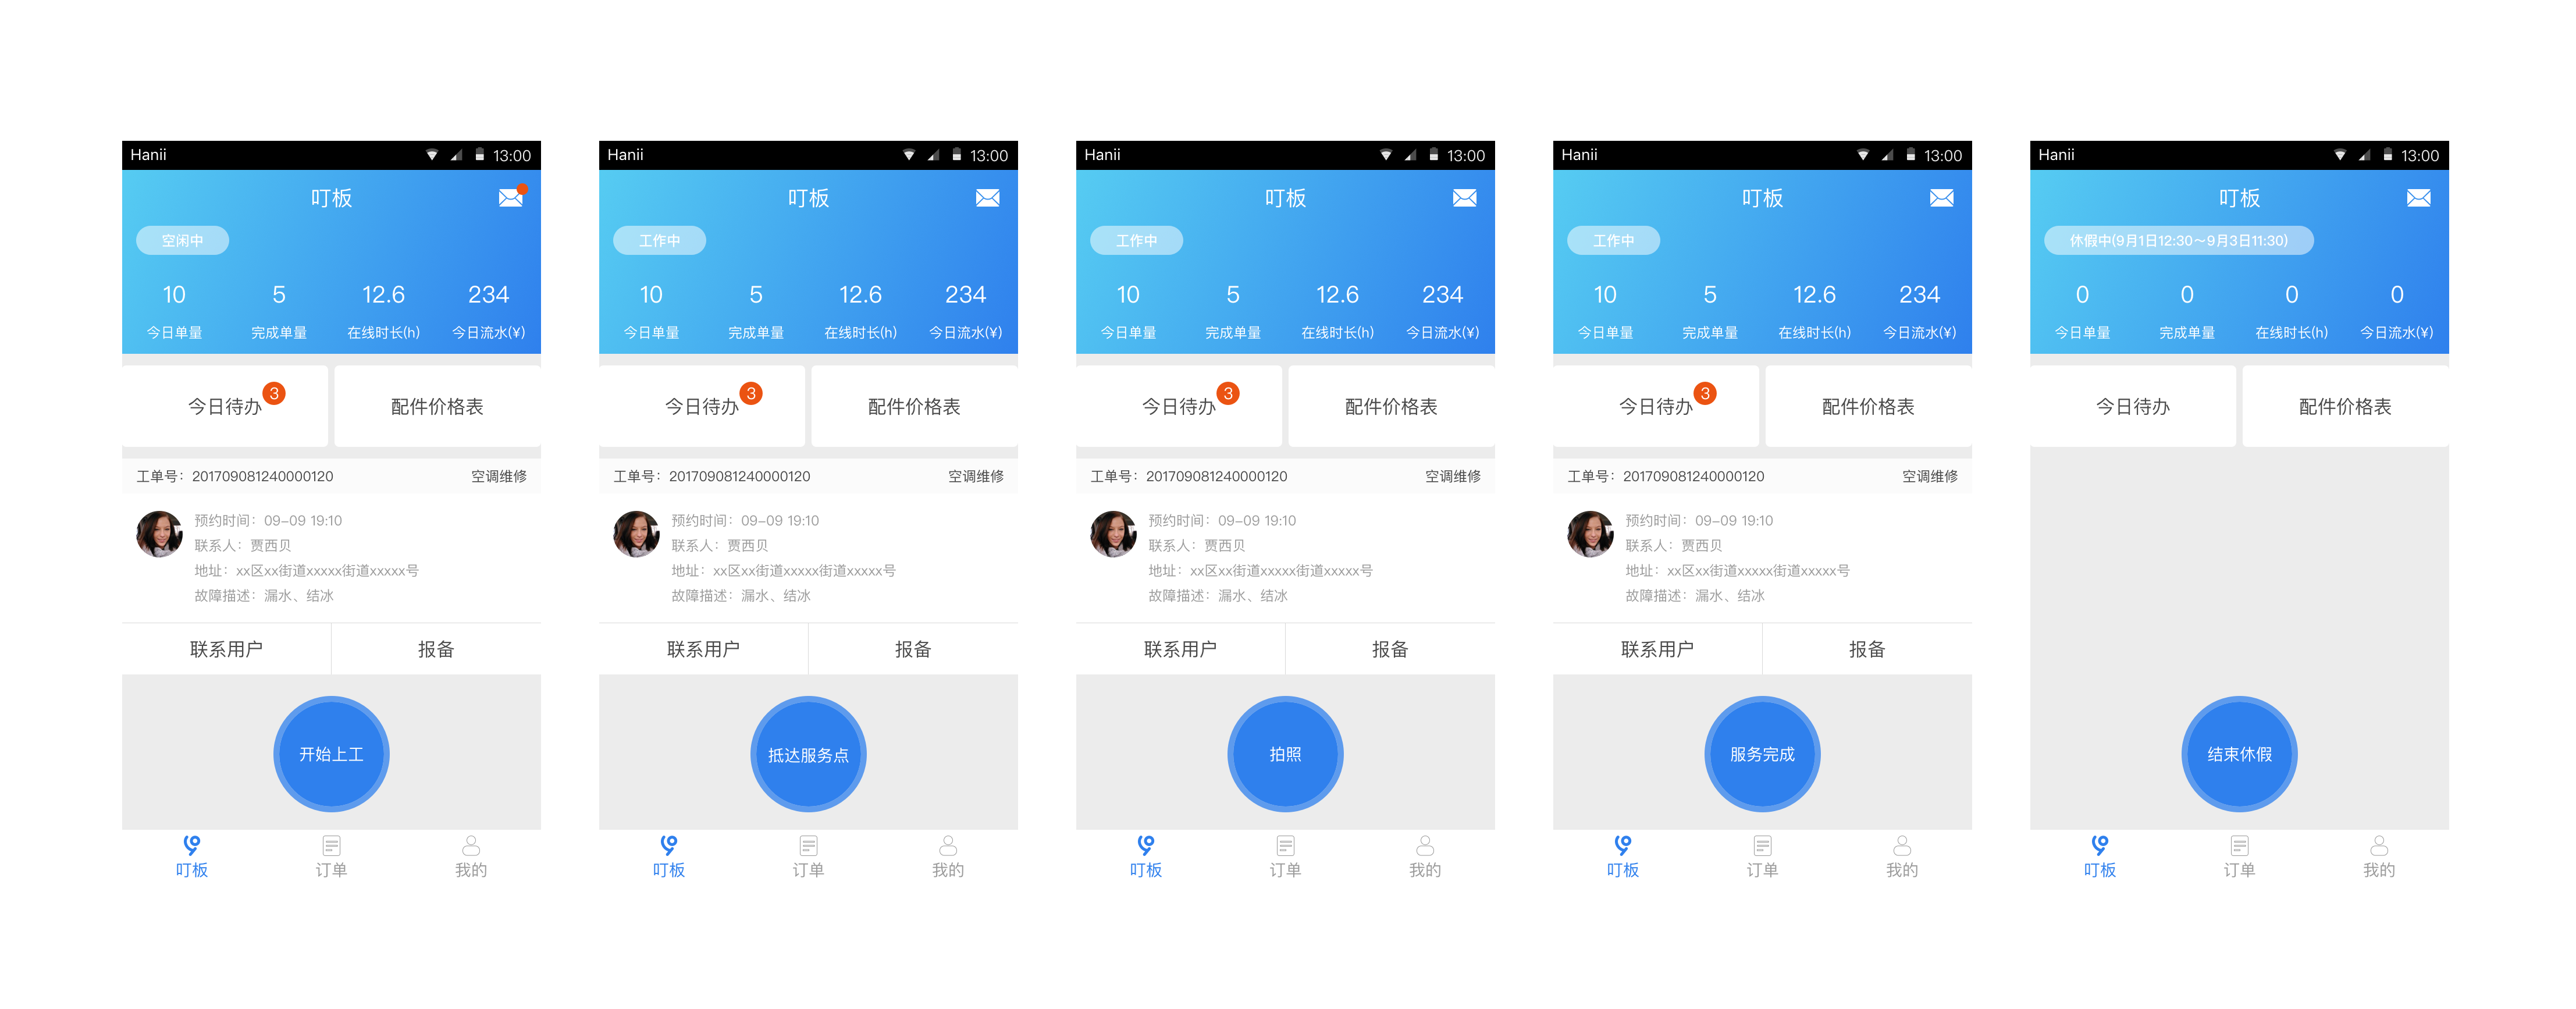 Hanii 13:00
叮板
空闲中
10 5 12.6 234
今日单量 完成单量 在线时长(h) 今日流水(¥)
今日待办 3 配件价格表
工单号：201709081240000120 空调维修
预约时间：09-09 19:10
联系人：贾西贝
地址：xx区xx街道xxxxx街道xxxxx号
故障描述：漏水、结冰
联系用户 报备
开始上工
叮板 订单 我的
Hanii 13:00
叮板
工作中
10 5 12.6 234
今日单量 完成单量 在线时长(h) 今日流水(¥)
今日待办 3 配件价格表
工单号：201709081240000120 空调维修
预约时间：09-09 19:10
联系人：贾西贝
地址：xx区xx街道xxxxx街道xxxxx号
故障描述：漏水、结冰
联系用户 报备
抵达服务点
叮板 订单 我的
Hanii 13:00
叮板
工作中
10 5 12.6 234
今日单量 完成单量 在线时长(h) 今日流水(¥)
今日待办 3 配件价格表
工单号：201709081240000120 空调维修
预约时间：09-09 19:10
联系人：贾西贝
地址：xx区xx街道xxxxx街道xxxxx号
故障描述：漏水、结冰
联系用户 报备
拍照
叮板 订单 我的
Hanii 13:00
叮板
工作中
10 5 12.6 234
今日单量 完成单量 在线时长(h) 今日流水(¥)
今日待办 3 配件价格表
工单号：201709081240000120 空调维修
预约时间：09-09 19:10
联系人：贾西贝
地址：xx区xx街道xxxxx街道xxxxx号
故障描述：漏水、结冰
联系用户 报备
服务完成
叮板 订单 我的
Hanii 13:00
叮板
休假中(9月1日12:30～9月3日11:30)
0 0 0 0
今日单量 完成单量 在线时长(h) 今日流水(¥)
今日待办 配件价格表
结束休假
叮板 订单 我的